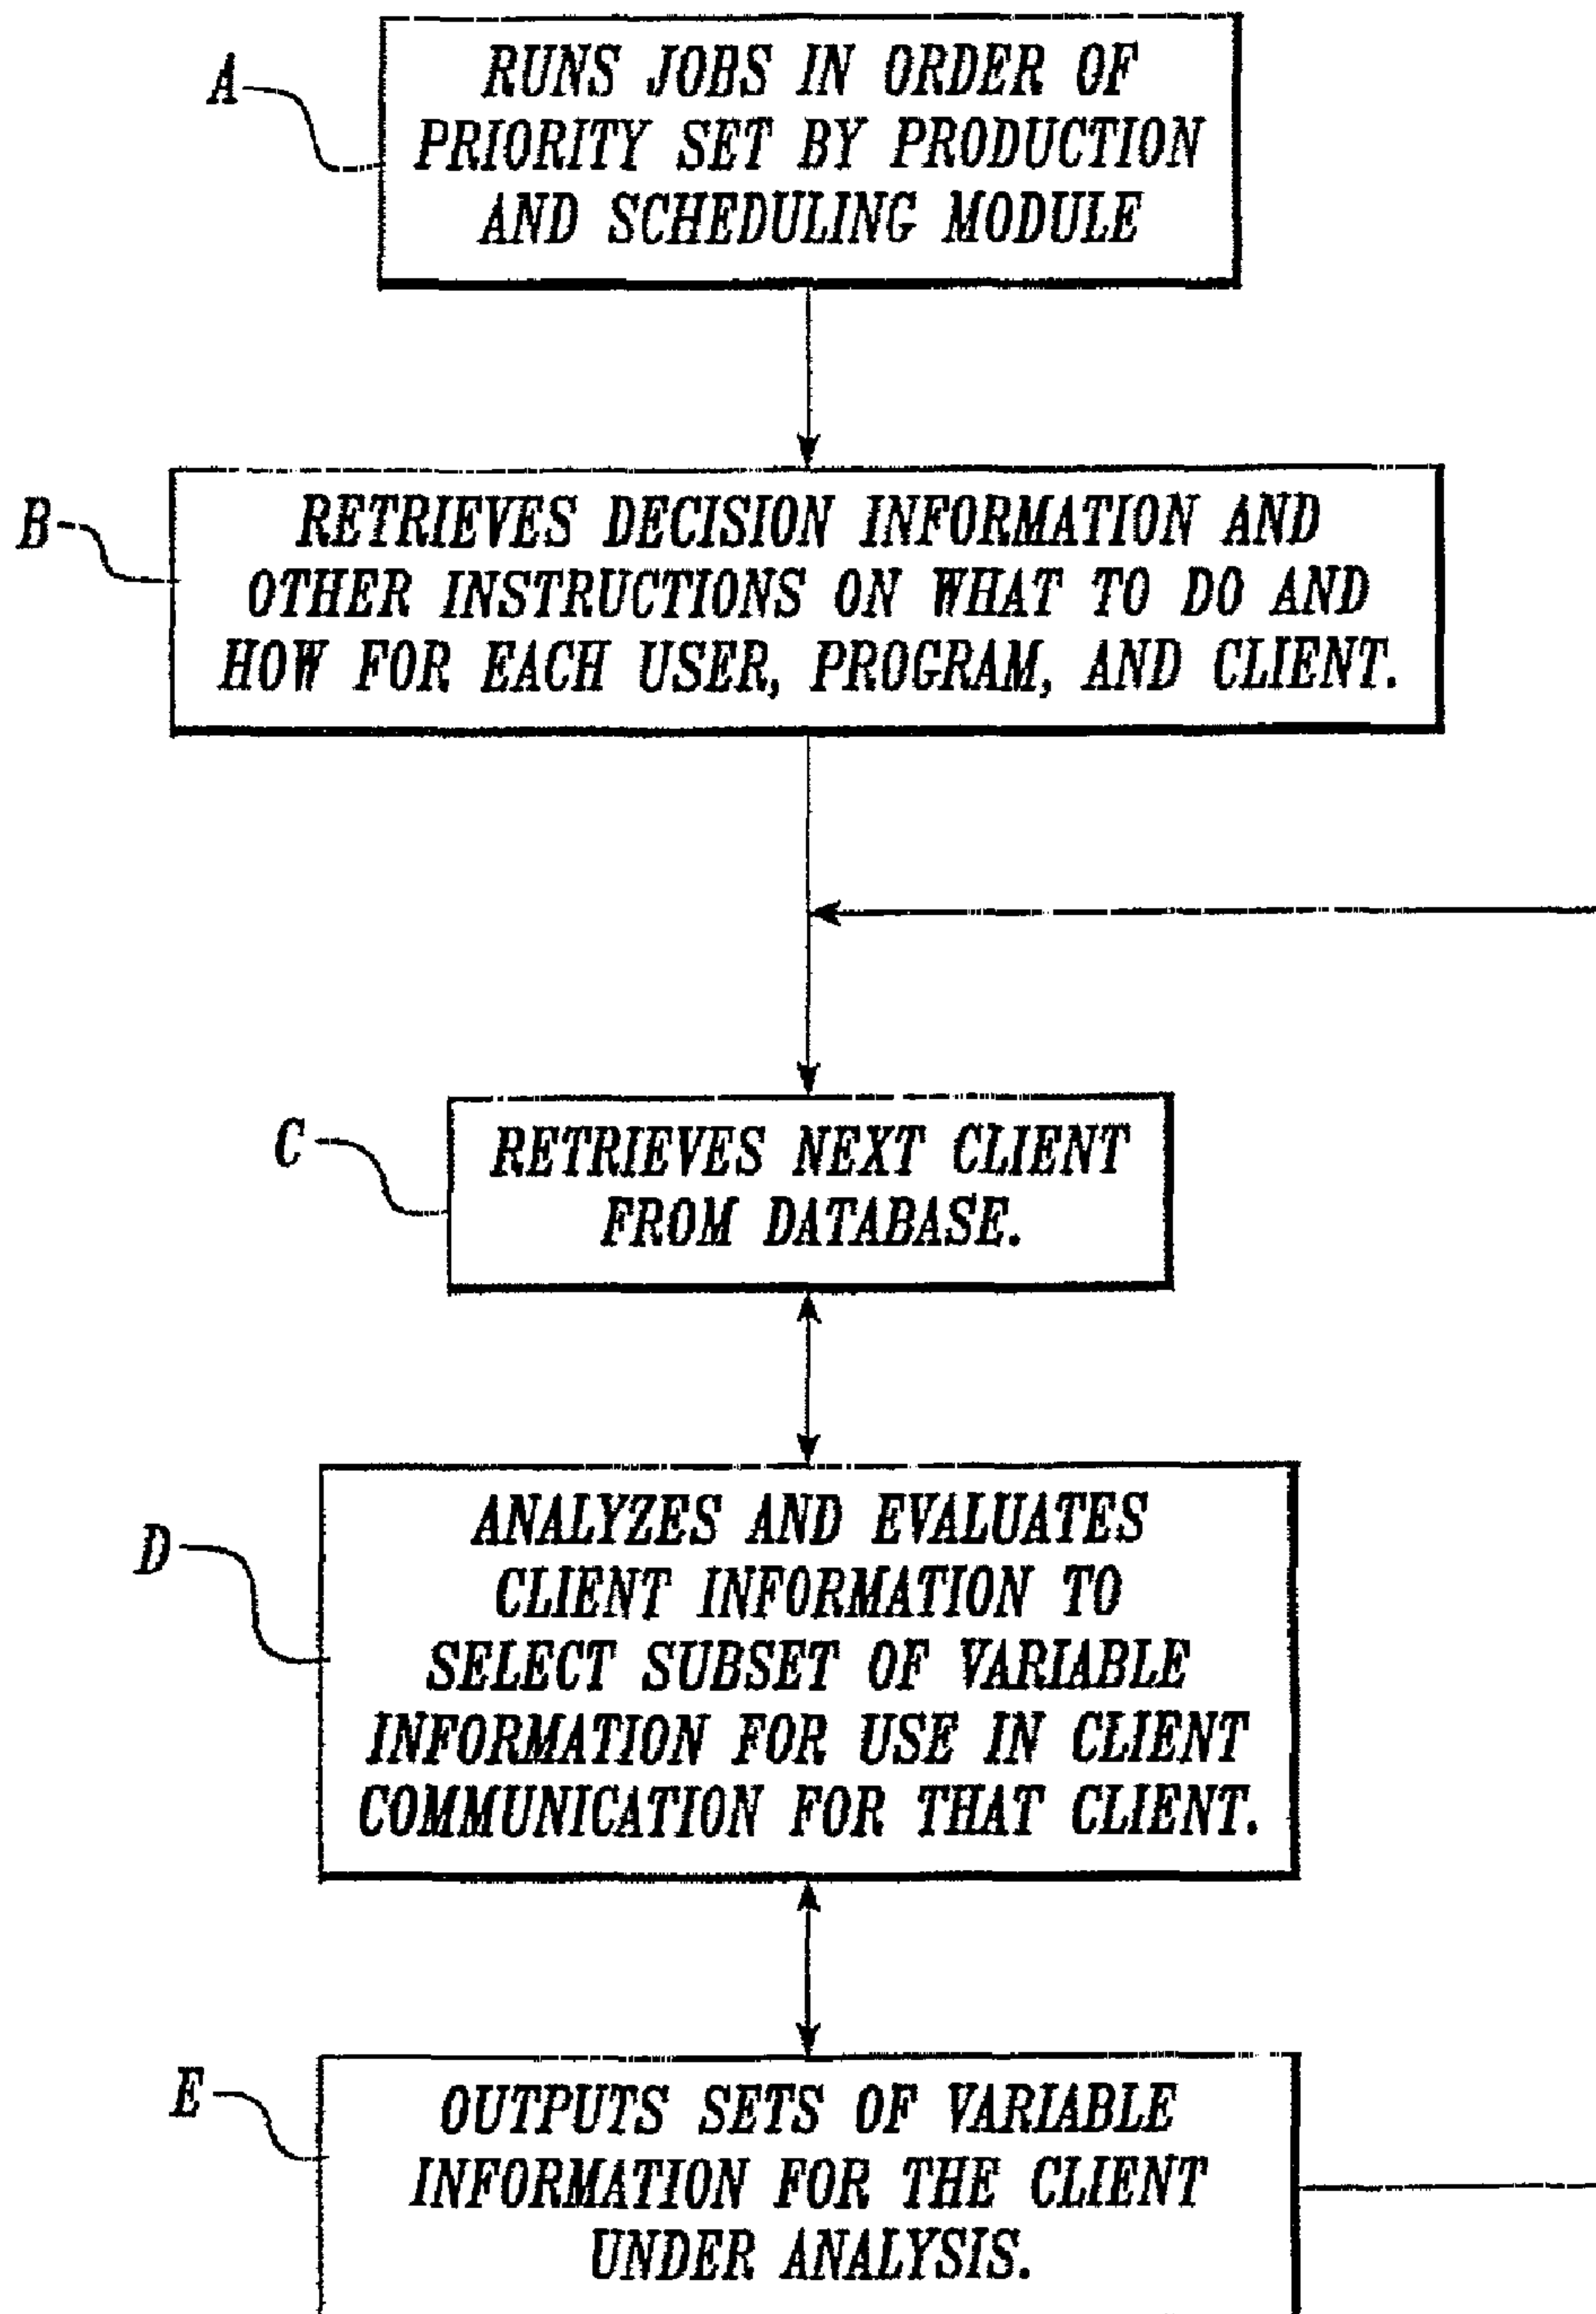 A
RUNS JOBS IN ORDER OF
PRIORITY SET BY PRODUCTION
AND SCHEDULING MODULE
B
RETRIEVES DECISION INFORMATION AND
OTHER INSTRUCTIONS ON WHAT TO DO AND
HOW FOR EACH USER, PROGRAM, AND CLIENT.
C
RETRIEVES NEXT CLIENT
FROM DATABASE.
D
ANALYZES AND EVALUATES
CLIENT INFORMATION TO
SELECT SUBSET OF VARIABLE
INFORMATION FOR USE IN CLIENT
COMMUNICATION FOR THAT CLIENT.
E
OUTPUTS SETS OF VARIABLE
INFORMATION FOR THE CLIENT
UNDER ANALYSIS.